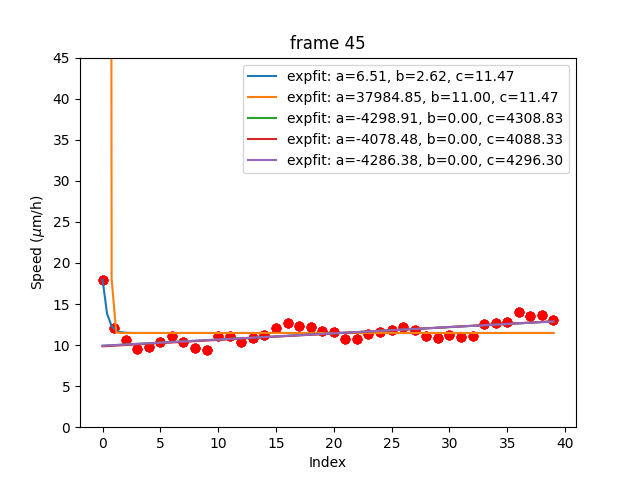 frame 45
45
40
35
30
25
20
15
10
5
0
Speed (μm/h)
expfit: a=6.51, b=2.62, c=11.47
expfit: a=37984.85, b=11.00, c=11.47
expfit: a=-4298.91, b=0.00, c=4308.83
expfit: a=-4078.48, b=0.00, c=4088.33
expfit: a=-4286.38, b=0.00, c=4296.30
0 5 10 15 20 25 30 35 40
Index